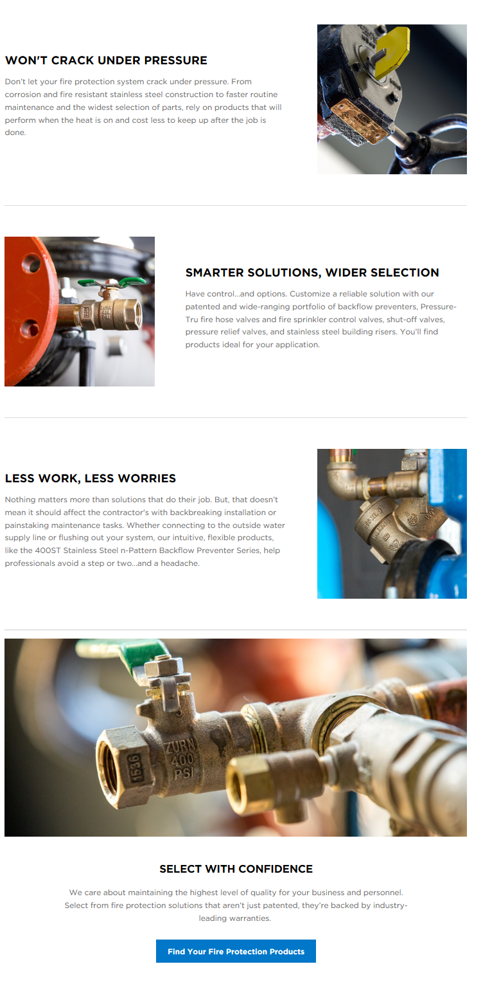 WON'T CRACK UNDER PRESSURE
Don't let your fire protection system crack under pressure. From
corrosion and fire resistant stainless steel construction to faster routine
maintenance and the widest selection of parts, rely on products that will
perform when the heat is on and cost less to keep up after the job is
done.
SMARTER SOLUTIONS, WIDER SELECTION
Have control...and options. Customize a reliable solution with our
patented and wide-ranging portfolio of backflow preventers, Pressure-
Tru fire hose valves and fire sprinkler control valves, shut-off valves,
pressure relief valves, and stainless steel building risers. You'll find
products ideal for your application.
ZURN
400
PSI
LESS WORK, LESS WORRIES
Nothing matters more than solutions that do their job. But, that doesn't
mean it should affect the contractor's with backbreaking installation or
painstaking maintenance tasks. Whether connecting to the outside water
supply line or flushing out your system, our intuitive, flexible products,
like the 400ST Stainless Steel n-Pattern Backflow Preventer Series, help
professionals avoid a step or two...and a headache.
1536
ZURN
400
PSI
SELECT WITH CONFIDENCE
We care about maintaining the highest level of quality for your business and personnel.
Select from fire protection solutions that aren't just patented, they're backed by industry-
leading warranties.
Find Your Fire Protection Products